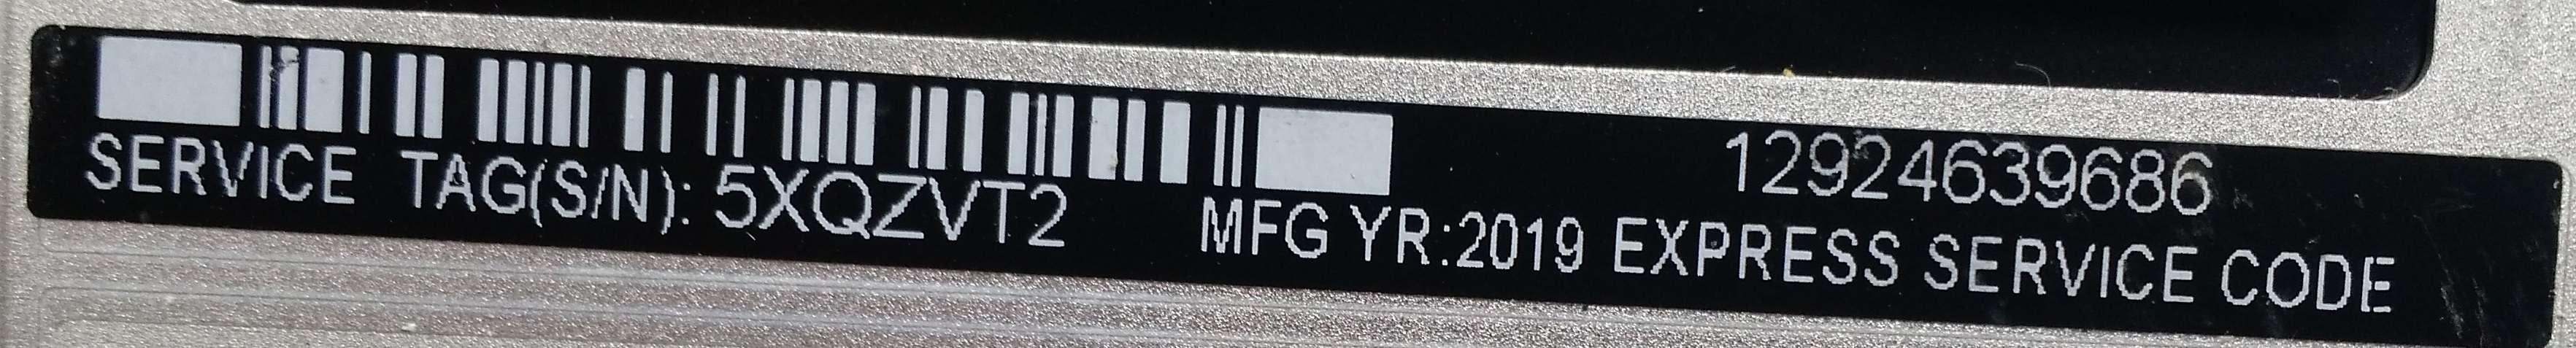 12924639686
SERVICE TAG(S/N): 5XQZVT2 MFG YR:2019 EXPRESS SERVICE CODE